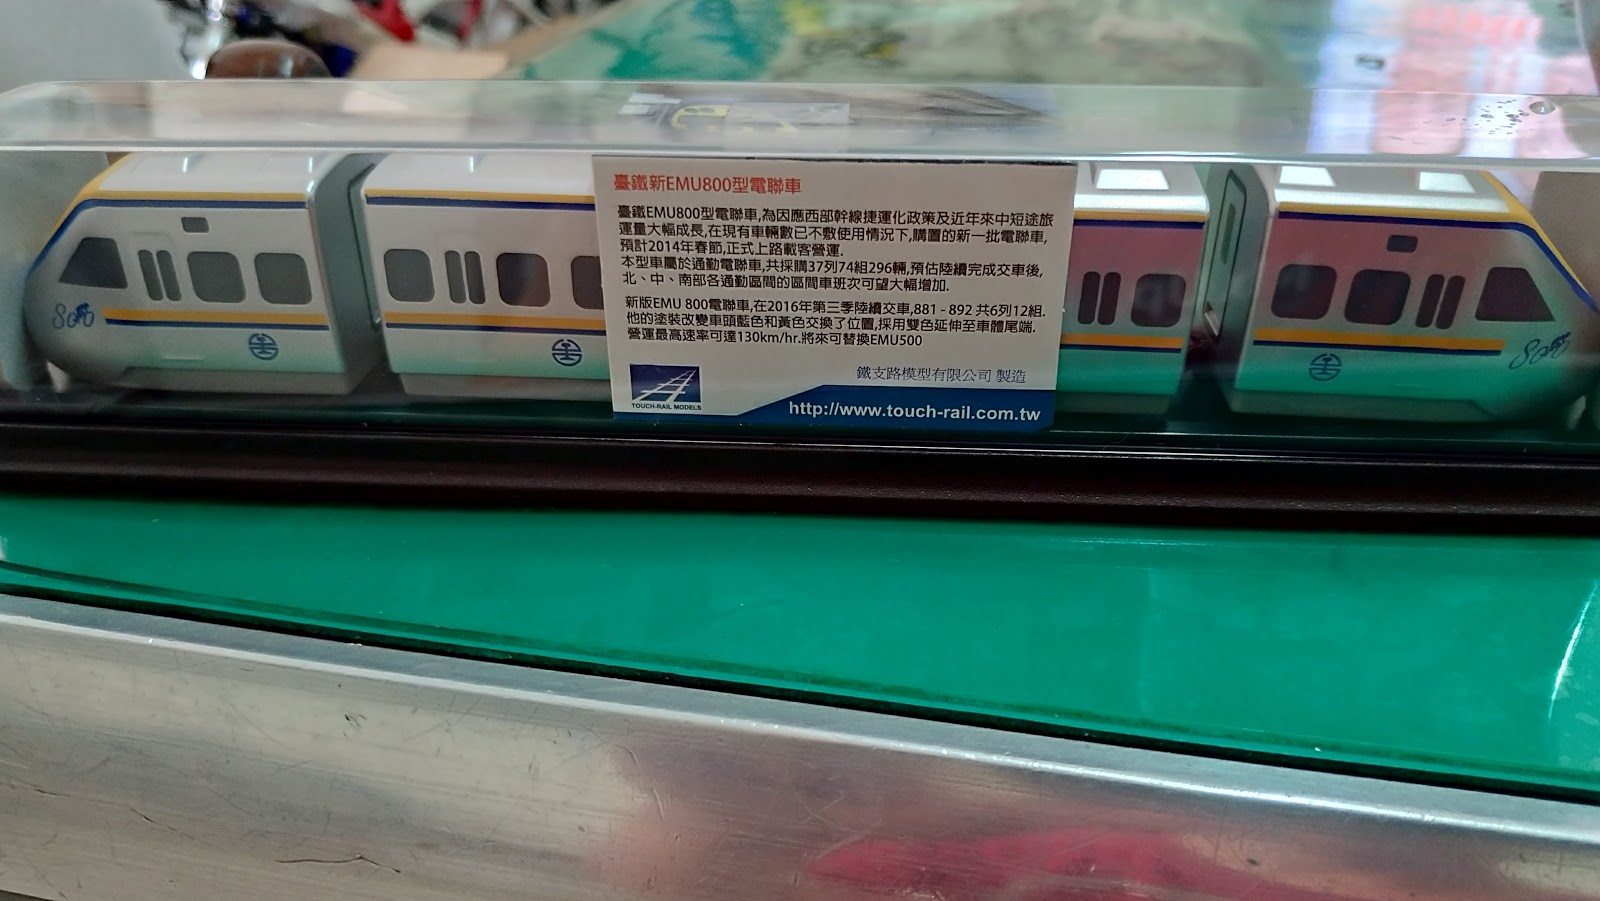 臺鐵新EMU800型電聯車
臺鐵EMU800型電聯車,為因應西部幹線捷運化政策及近年來中短途旅
運量大幅成長,在現有車輛數已不敷使用情況下,購置的新一批電聯車,
預計2014年春節,正式上路載客營運.
本型車屬於通勤電聯車,共採購37列74組296輛,預估陸續完成交車後,
北、中、南部各通勤區間的區間車班次可望大幅增加.
新版EMU 800電聯車,在2016年第三季陸續交車,881 - 892 共6列12組.
他的塗裝改變車頭藍色和黃色交換了位置,採用雙色延伸至車體尾端.
營運最高速率可達130km/hr.將來可替換EMU500
鐵支路模型有限公司 製造
TOUCH-RAIL MODELS
http://www.touch-rail.com.tw
800
800